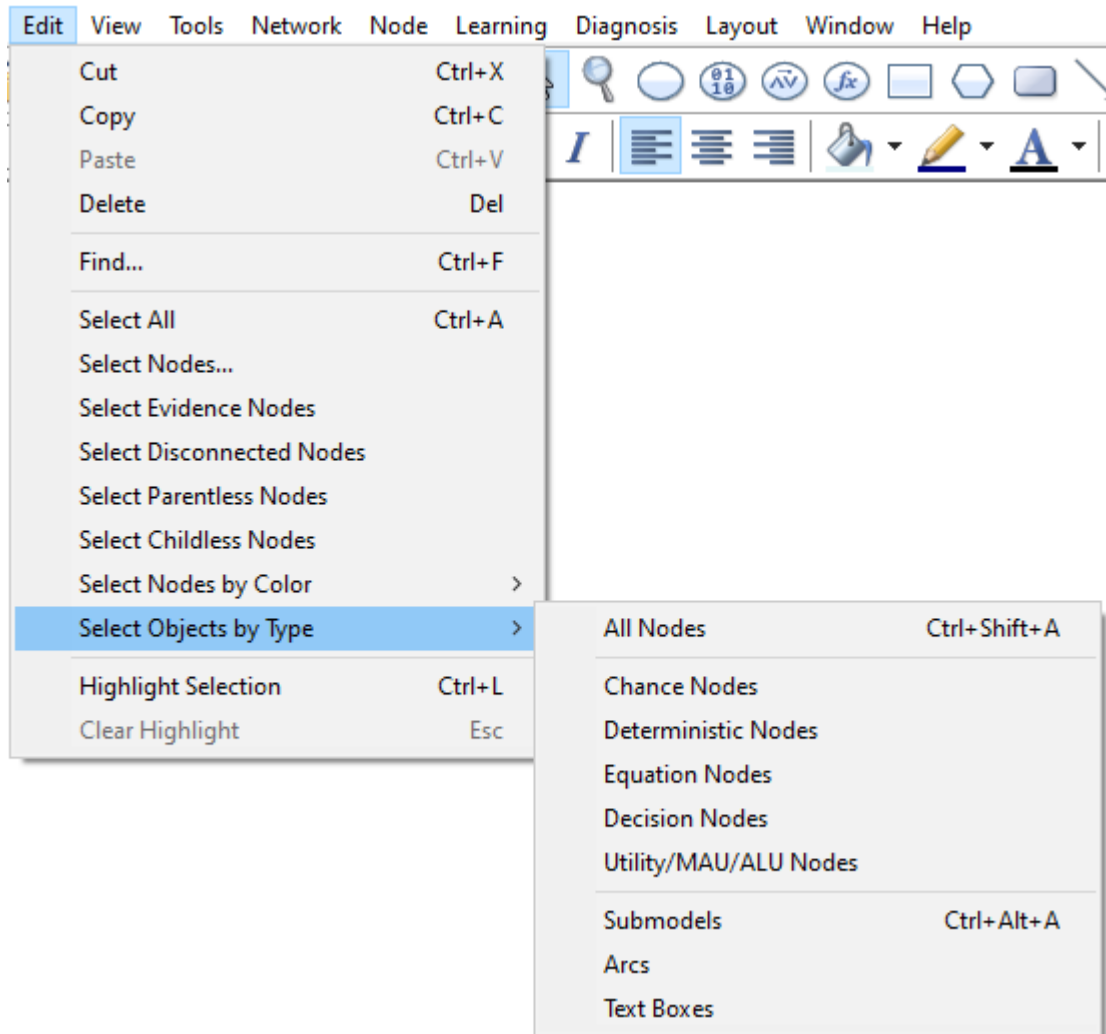 Edit View Tools Network Node Learning Diagnosis Layout Window Help
Cut Ctrl+X
Copy Ctrl+C
Paste Ctrl+V
Delete Del
Find... Ctrl+F
Select All Ctrl+A
Select Nodes...
Select Evidence Nodes
Select Disconnected Nodes
Select Parentless Nodes
Select Childless Nodes
Select Nodes by Color >
Select Objects by Type >
Highlight Selection Ctrl+L
Clear Highlight Esc
All Nodes Ctrl+Shift+A
Chance Nodes
Deterministic Nodes
Equation Nodes
Decision Nodes
Utility/MAU/ALU Nodes
Submodels Ctrl+Alt+A
Arcs
Text Boxes
01
10
fx
I
A